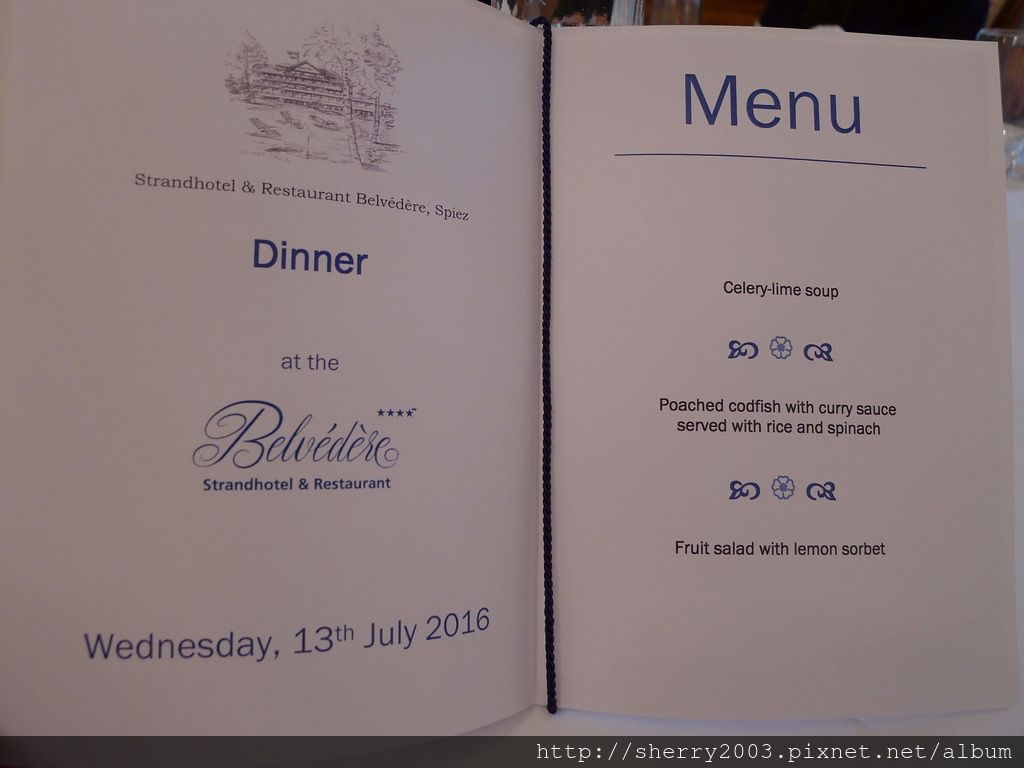 Strandhotel & Restaurant Belvédère, Spiez
Dinner
at the
Belvédère
Strandhotel & Restaurant
Wednesday, 13th July 2016
Menu
Celery-lime soup
Poached codfish with curry sauce
served with rice and spinach
Fruit salad with lemon sorbet
http://sherry2003.pixnet.net/album